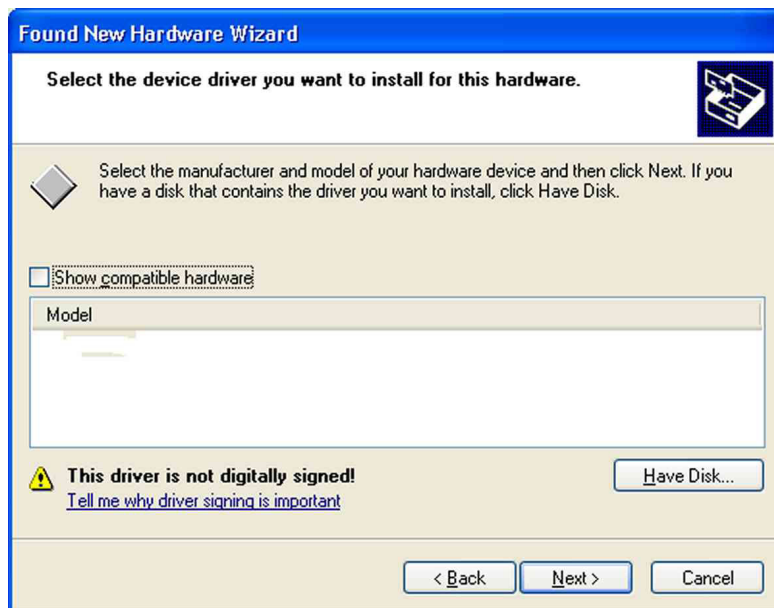 Found New Hardware Wizard
Select the device driver you want to install for this hardware.
Select the manufacturer and model of your hardware device and then click Next. If you
have a disk that contains the driver you want to install, click Have Disk.
Show compatible hardware
Model
This driver is not digitally signed!
Tell me why driver signing is important
Have Disk...
< Back
Next >
Cancel